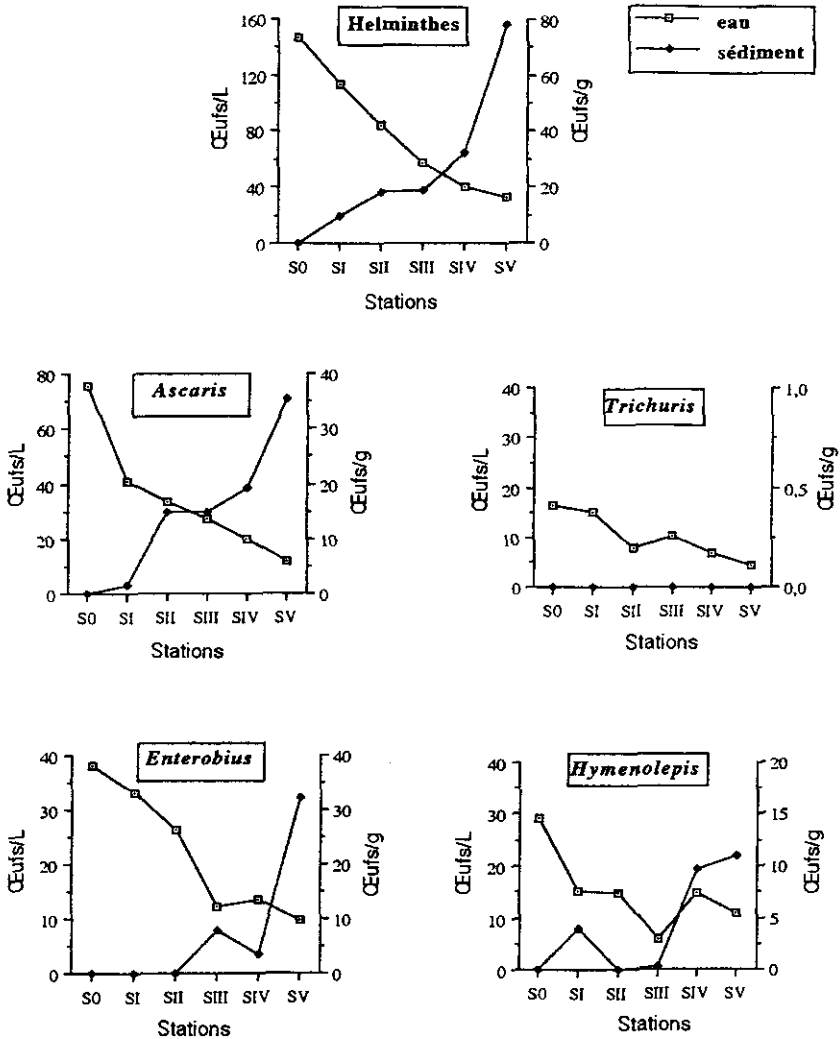 Helminthes
eau
sédiment
Œufs/L
160
120
80
40
0
Œufs/g
80
60
40
20
0
S0 SI SII SIII SIV SV
Stations
Ascaris
Œufs/L
80
60
40
20
0
Œufs/g
40
30
20
10
0
S0 SI SII SIII SIV SV
Stations
Trichuris
Œufs/L
40
30
20
10
0
Œufs/g
1,0
0,5
0,0
S0 SI SII SIII SIV SV
Stations
Enterobius
Œufs/L
40
30
20
10
0
Œufs/g
40
30
20
10
0
S0 SI SII SIII SIV SV
Stations
Hymenolepis
Œufs/L
40
30
20
10
0
Œufs/g
20
15
10
5
0
S0 SI SII SIII SIV SV
Stations